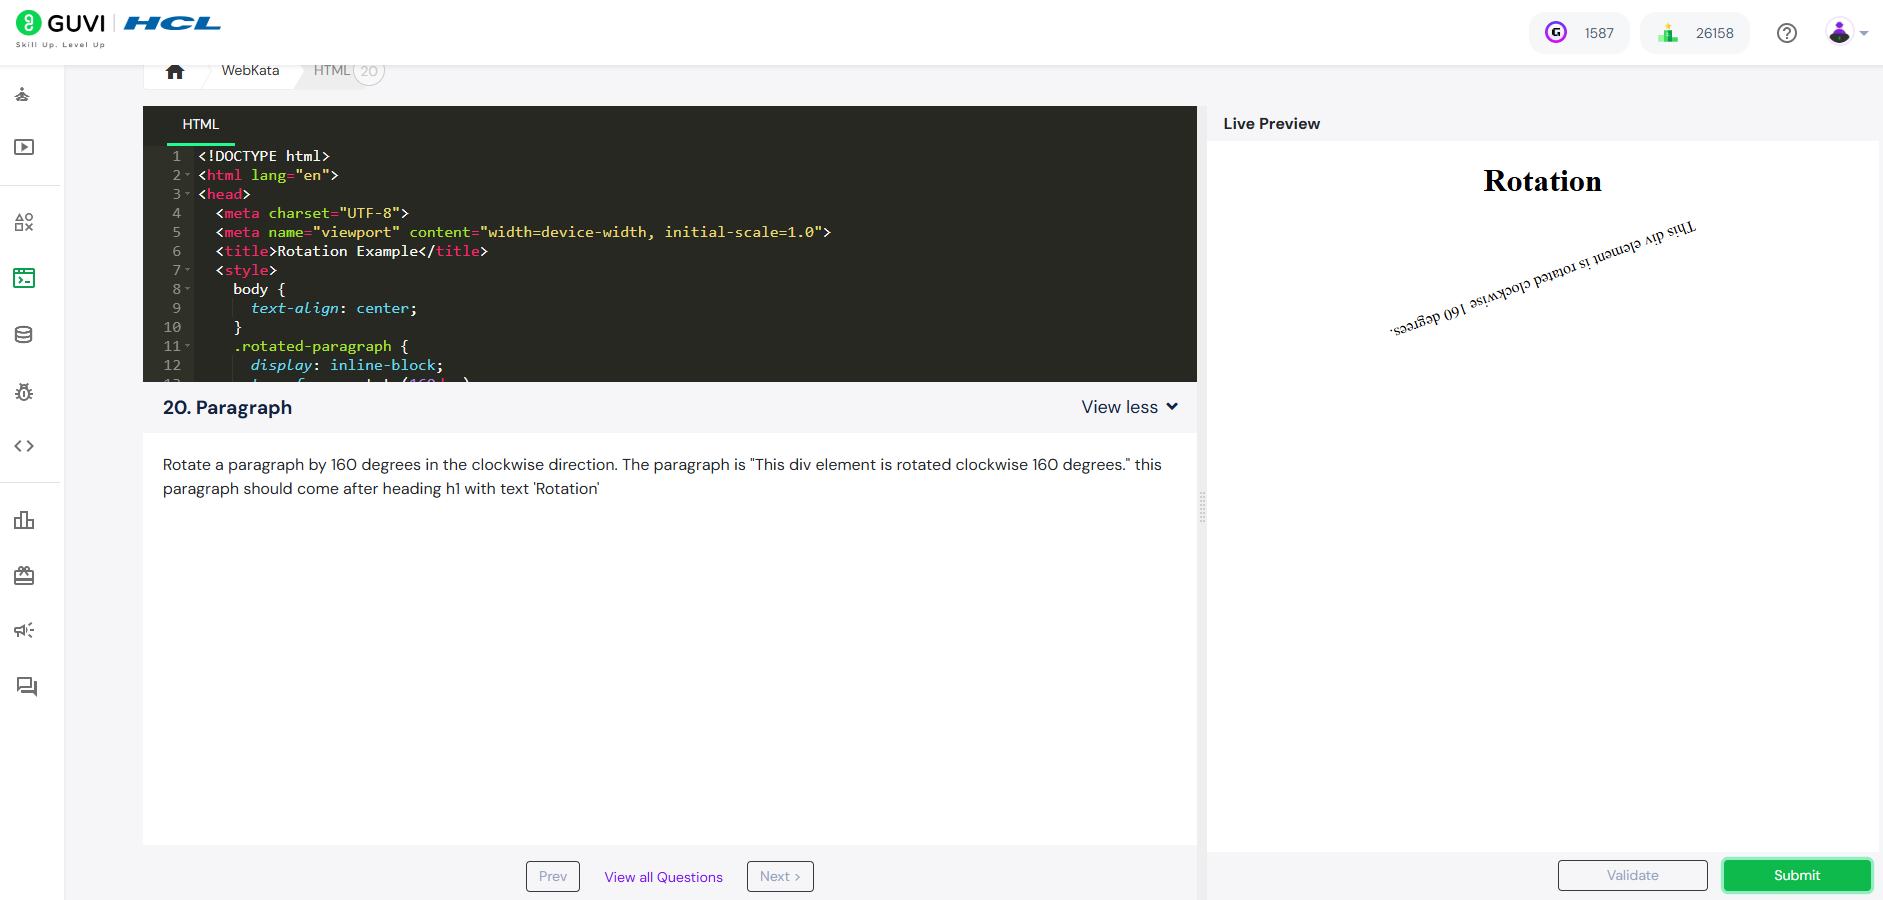 GUVI HCL
Skill Up. Level Up
1587
26158
WebKata
HTML 20
HTML
1 <!DOCTYPE html>
2 <html lang="en">
3 <head>
4 <meta charset="UTF-8">
5 <meta name="viewport" content="width=device-width, initial-scale=1.0">
6 <title>Rotation Example</title>
7 <style>
8 body {
9 text-align: center;
10 }
11 .rotated-paragraph {
12 display: inline-block;
20. Paragraph
View less
Rotate a paragraph by 160 degrees in the clockwise direction. The paragraph is "This div element is rotated clockwise 160 degrees." this
paragraph should come after heading h1 with text 'Rotation'
Prev
View all Questions
Next >
Live Preview
Rotation
This div element is rotated clockwise 160 degrees.
Validate
Submit